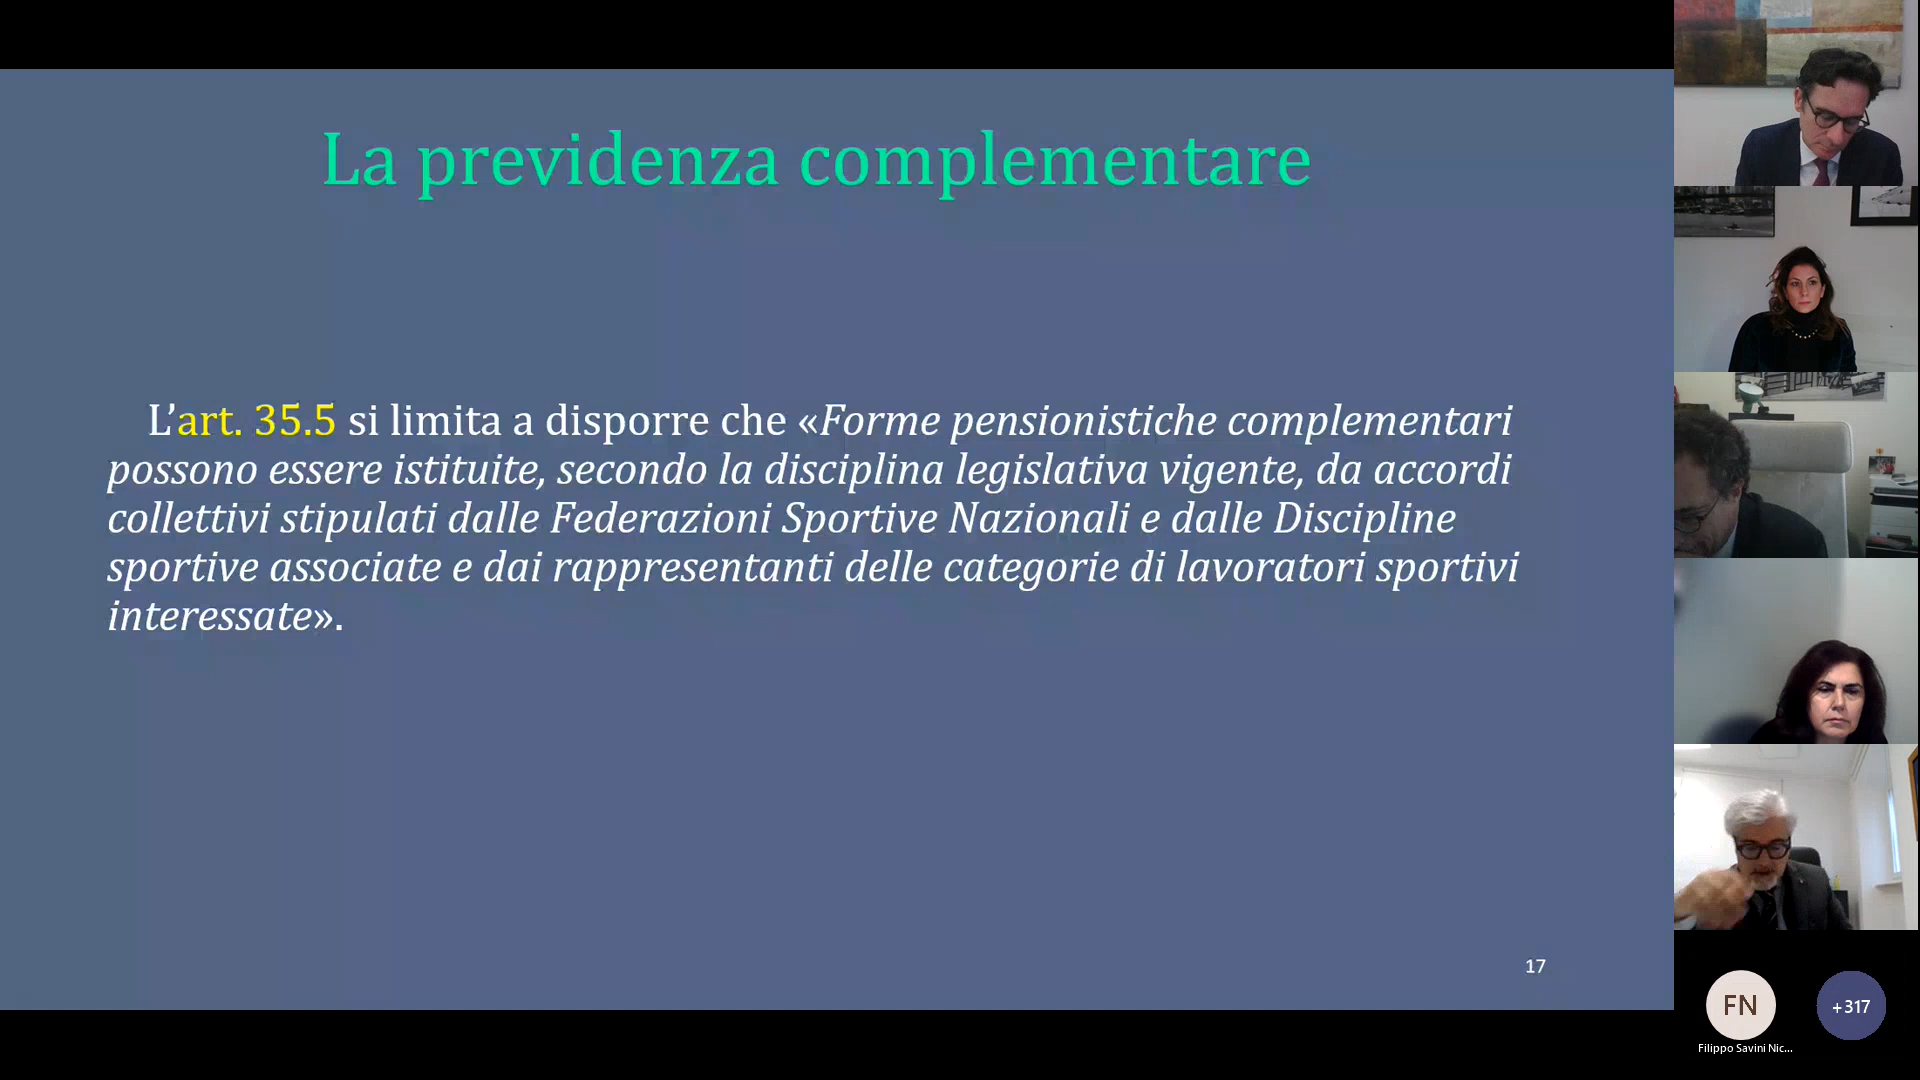 La previdenza complementare
L’art. 35.5 si limita a disporre che «Forme pensionistiche complementari
possono essere istituite, secondo la disciplina legislativa vigente, da accordi
collettivi stipulati dalle Federazioni Sportive Nazionali e dalle Discipline
sportive associate e dai rappresentanti delle categorie di lavoratori sportivi
interessate».
17
FN
+317
Filippo Savini Nic...